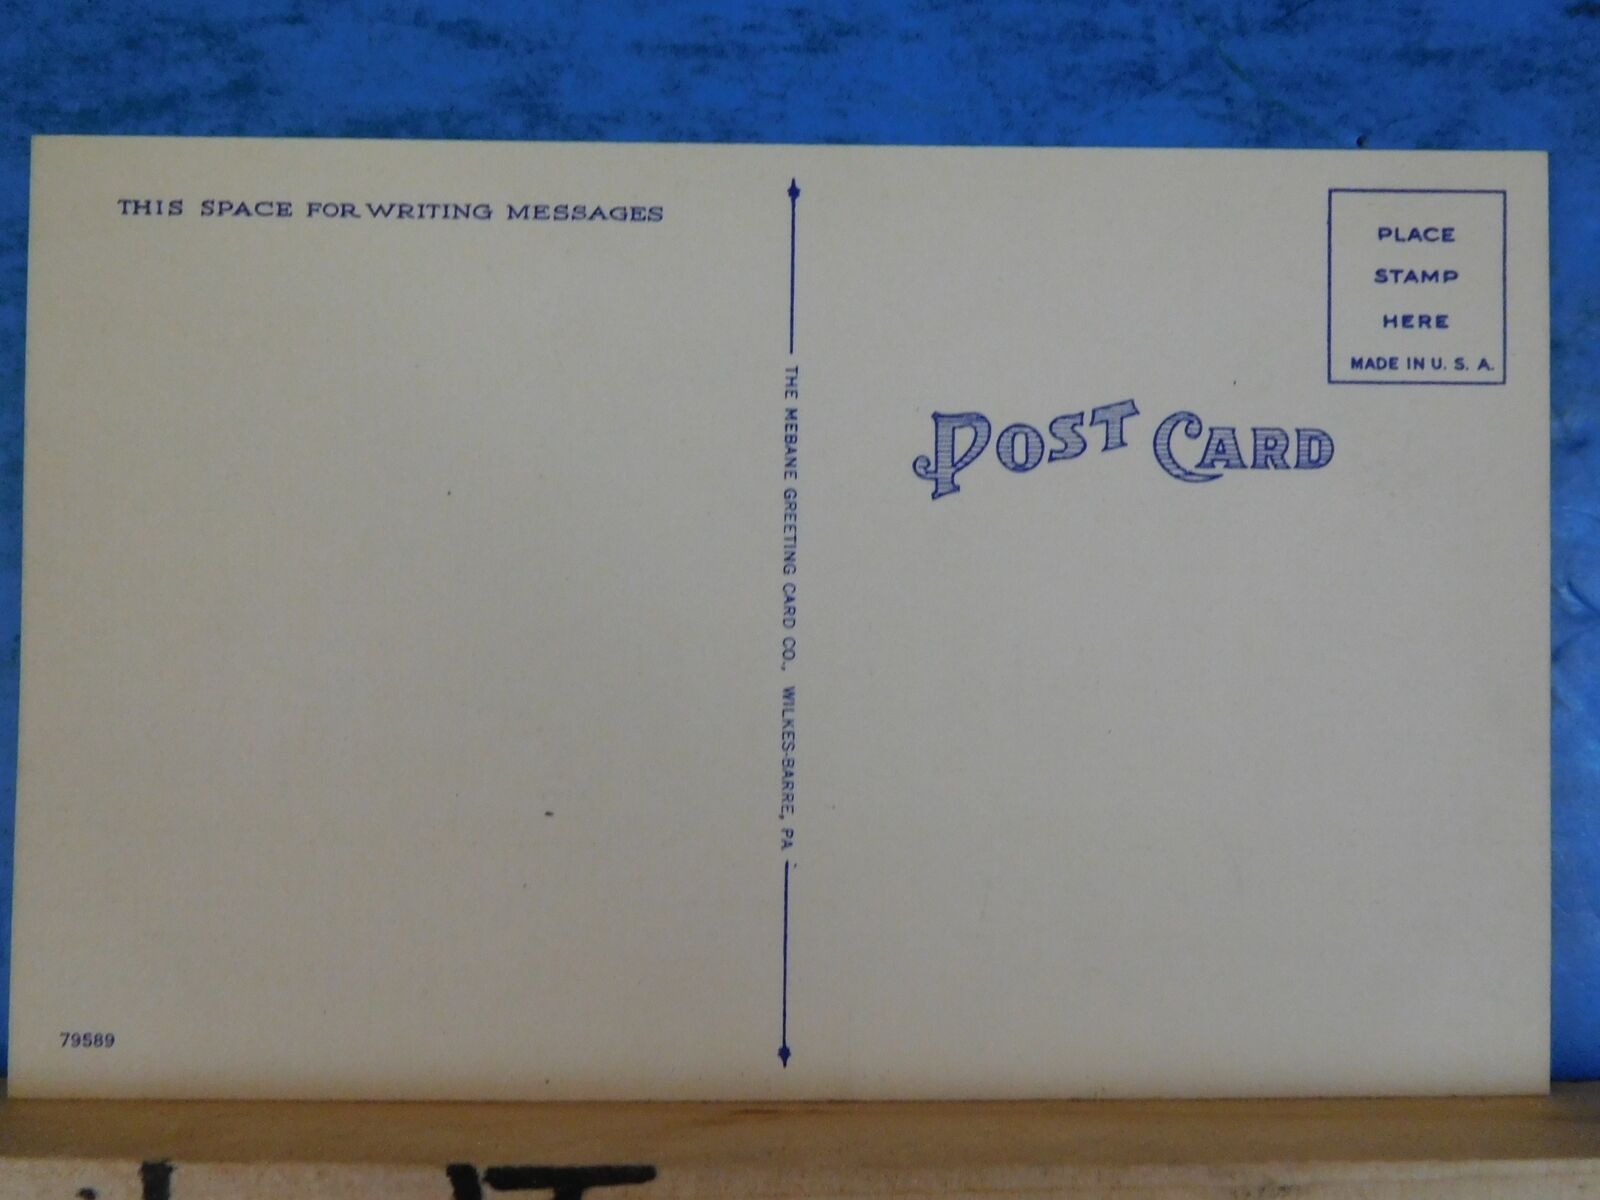 THIS SPACE FOR WRITING MESSAGES
THE MEBANE GREETING CARD CO., WILKES-BARRE, PA
PLACE
STAMP
HERE
MADE IN U. S. A.
POST CARD
79589